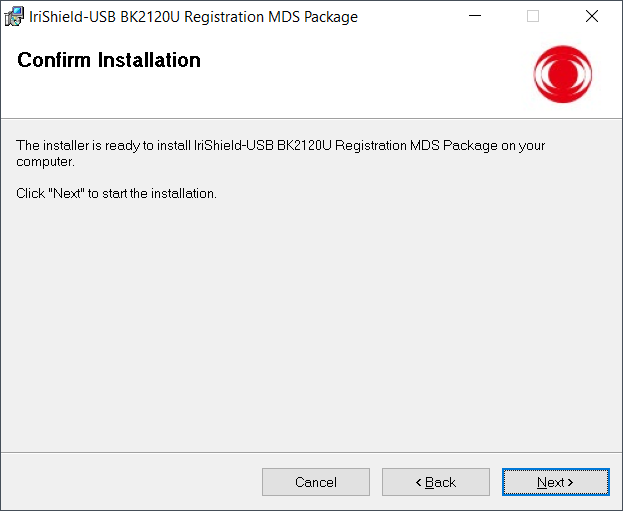 IriShield-USB BK2120U Registration MDS Package
Confirm Installation
The installer is ready to install IriShield-USB BK2120U Registration MDS Package on your
computer.
Click "Next" to start the installation.
Cancel
< Back
Next >